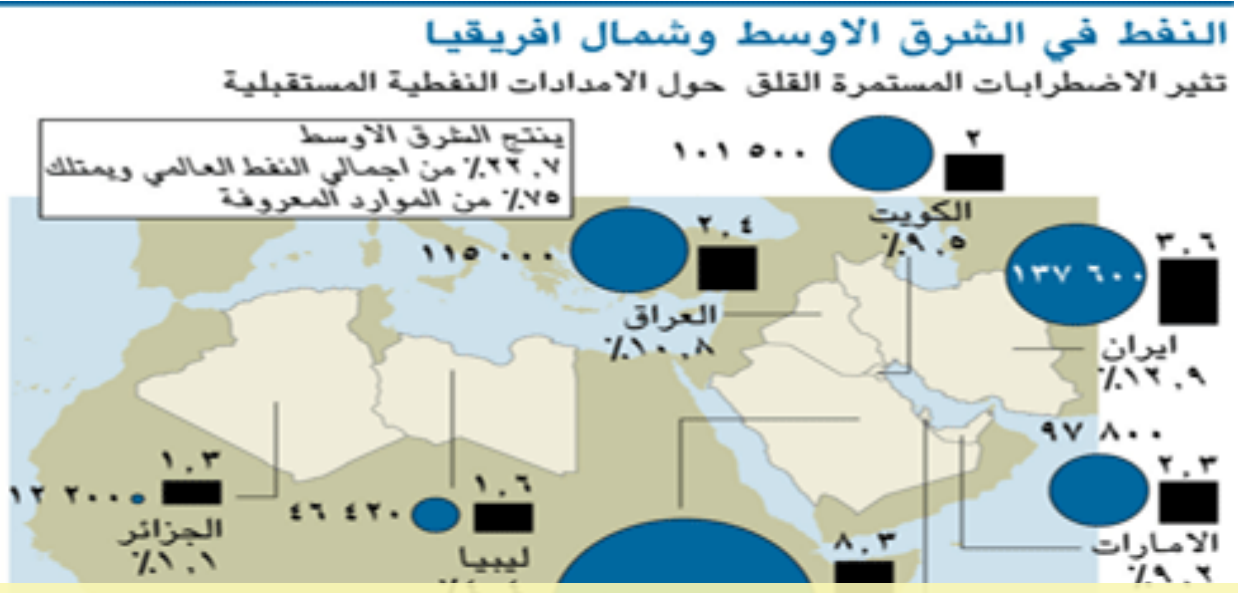 النفط في الشرق الاوسط وشمال افريقيا
تثير الاضطرابات المستمرة القلق حول الامدادات النفطية المستقبلية
ينتج الشرق الاوسط
من اجمالي النفط العالمي ويمتلك
٧٥٪ من الموارد المعروفة
٢
١٠١ ٥٠٠
الكويت
٩.٥٪
٣.٦
١٣٧ ٦٠٠
ايران
١٢.٩٪
٢.٤
١١٥ ٠٠٠
العراق
١٠.٨٪
٩٧ ٨٠٠
٢.٣
الامارات
٨.٣
١.٦
٤٦ ٤٢٠
ليبيا
١.٣
١٢ ٢٠٠
الجزائر
١.١٪